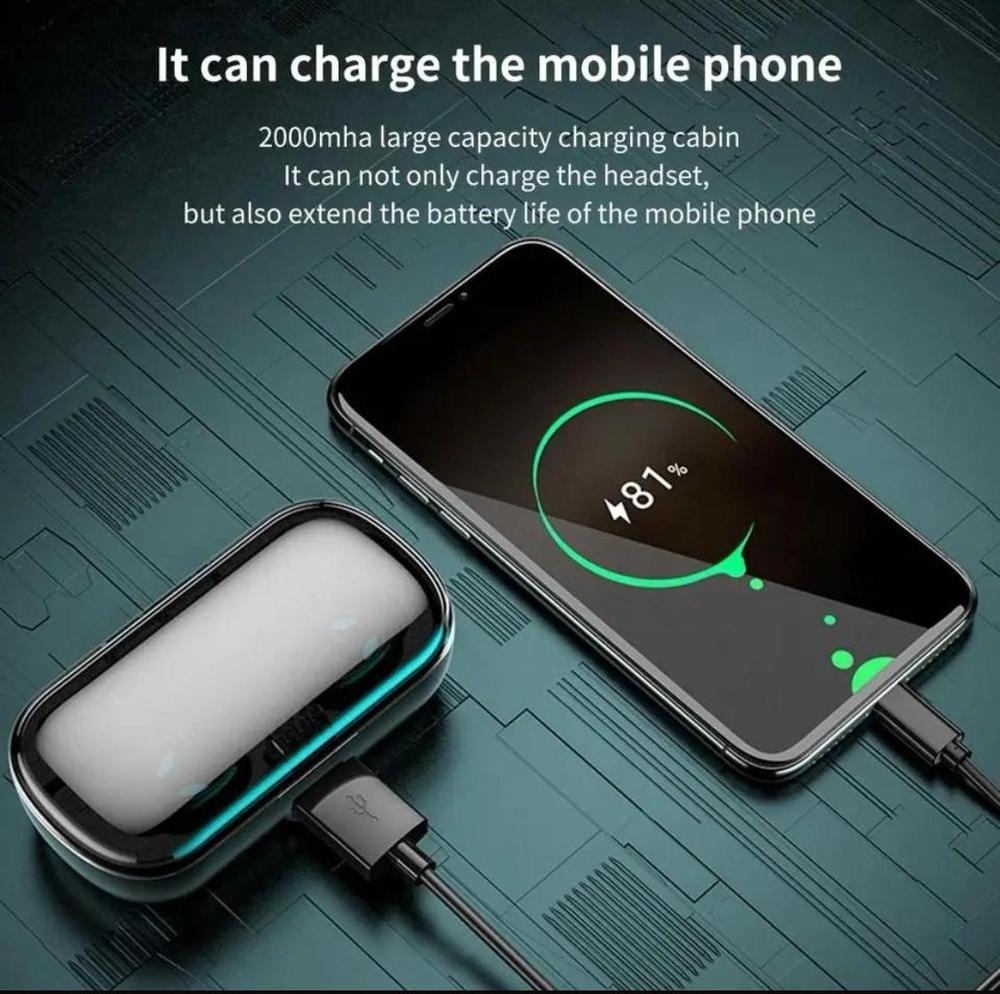 It can charge the mobile phone
2000mha large capacity charging cabin
It can not only charge the headset,
but also extend the battery life of the mobile phone
81%